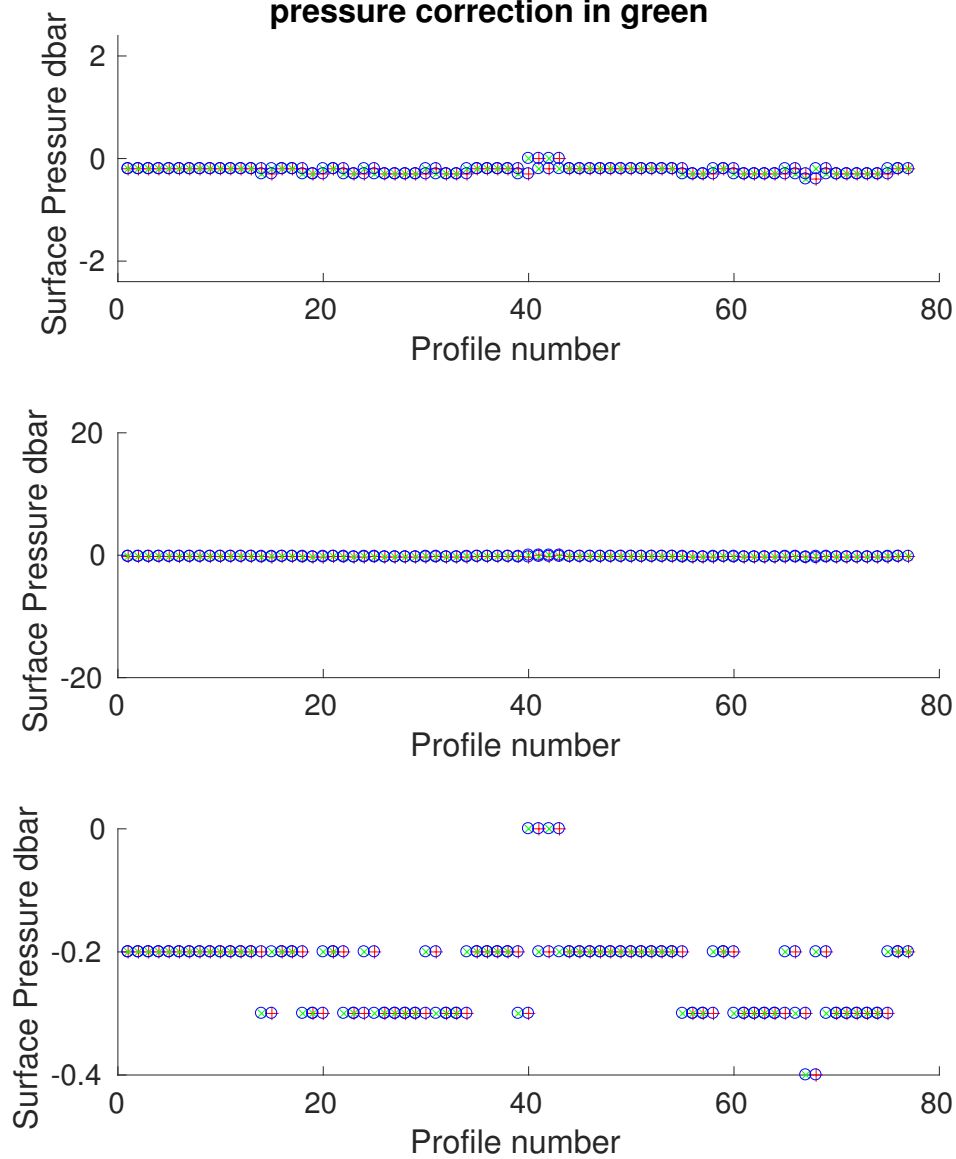 pressure correction in green
2
0
-2
Surface Pressure dbar
0 20 40 60 80
Profile number
20
0
-20
Surface Pressure dbar
0 20 40 60 80
Profile number
0
-0.2
-0.4
Surface Pressure dbar
0 20 40 60 80
Profile number